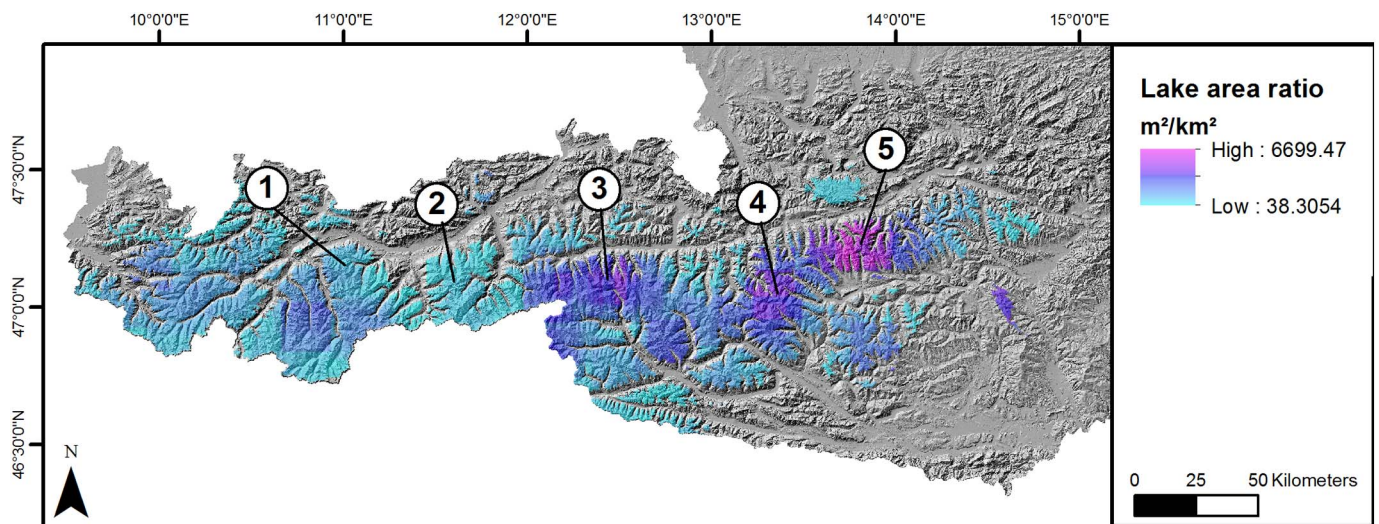 10°0'0"E 11°0'0"E 12°0'0"E 13°0'0"E 14°0'0"E 15°0'0"E
47°30'0"N
47°0'0"N
46°30'0"N
1
2
3
4
5
N
Lake area ratio
m²/km²
High : 6699.47
Low : 38.3054
0 25 50 Kilometers